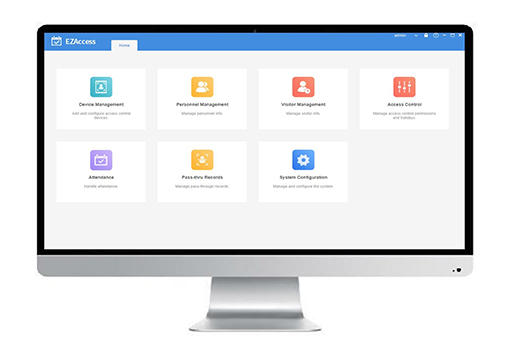 EZAccess
Home
admin
Device Management
Add and configure access control
devices.
Personnel Management
Manage personnel info.
Visitor Management
Manage visitor info.
Access Control
Manage access control permissions
and statistics.
Attendance
Handle attendance.
Pass-thru Records
Manage pass-through records.
System Configuration
Manage and configure the system.